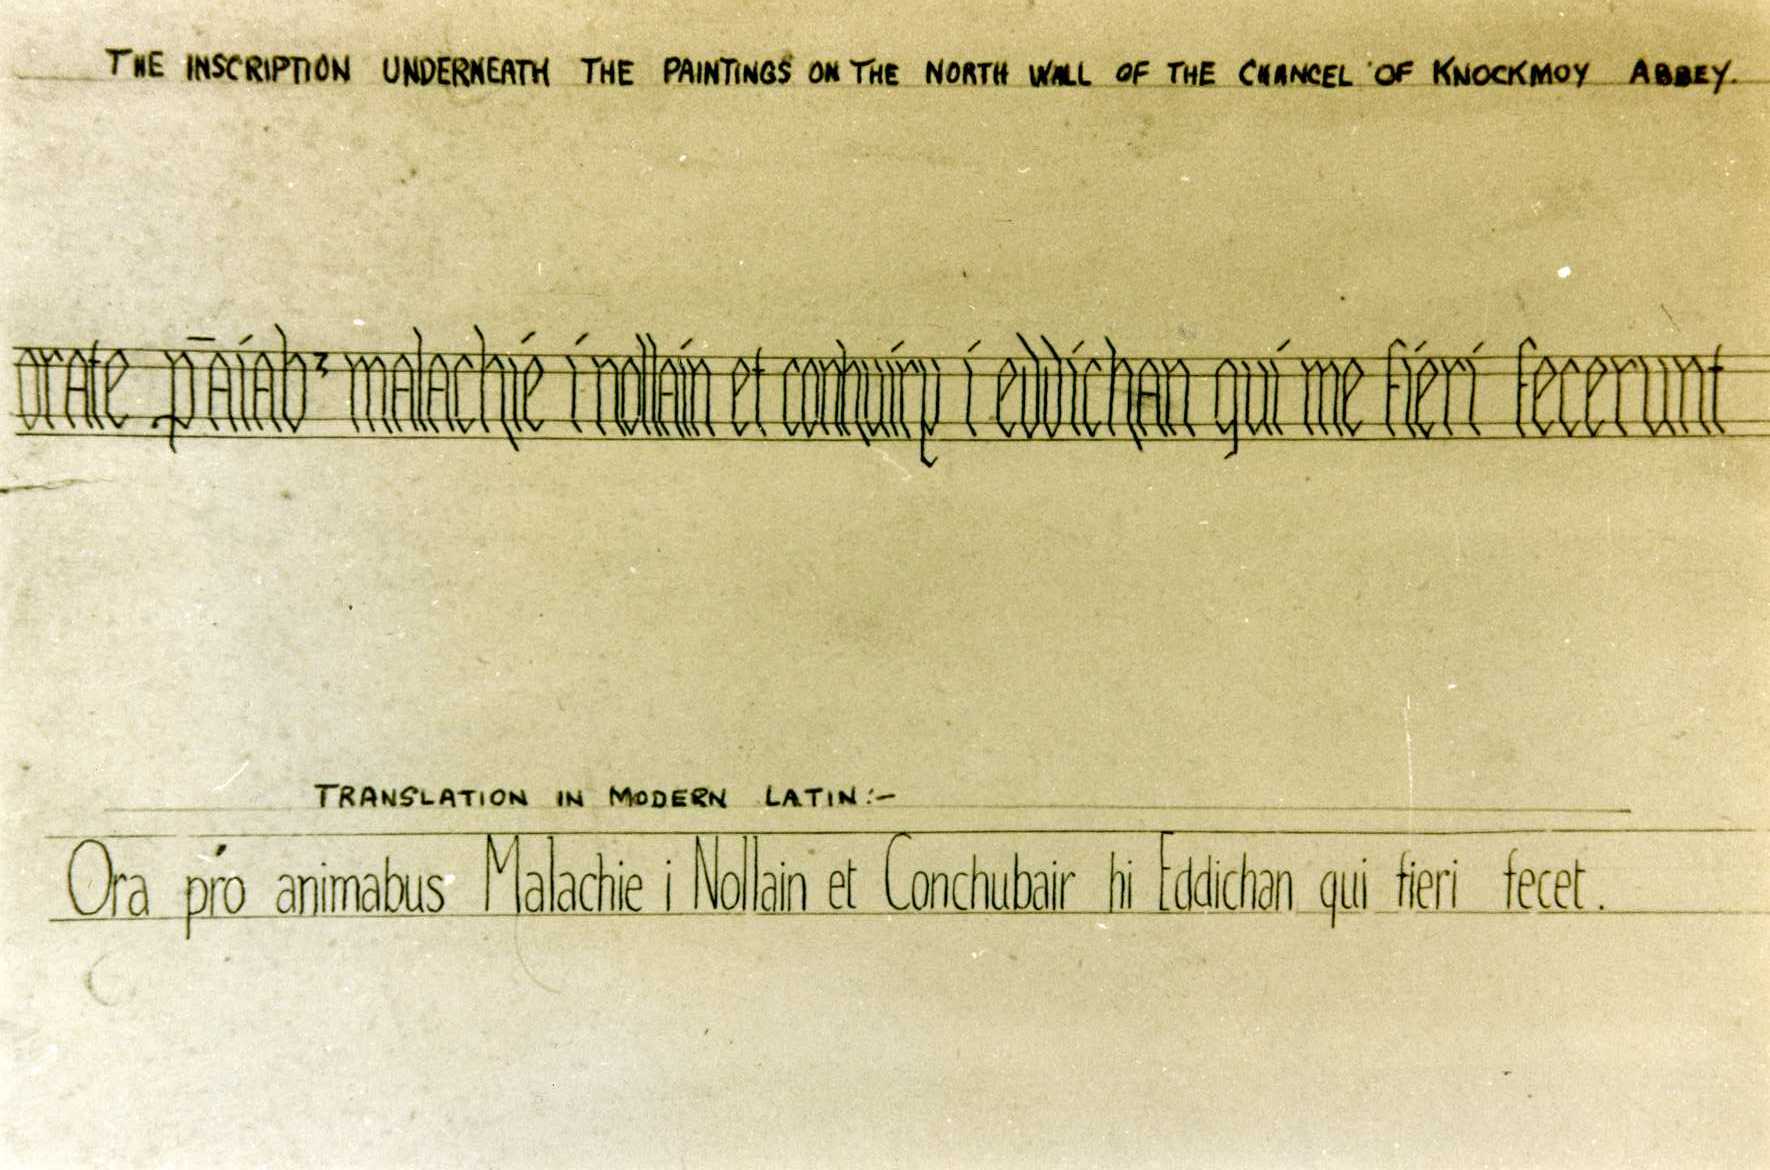 THE INSCRIPTION UNDERNEATH THE PAINTINGS ON THE NORTH WALL OF THE CHANCEL OF KNOCKMOY ABBEY.
orate p̄ aiab⁊ malachie i nollain et conhuiry i eddichan qui me fieri fecerunt
TRANSLATION IN MODERN LATIN:-
Ora pro animabus Malachie i Nollain et Conchubair hi Eddichan qui fieri fecet.